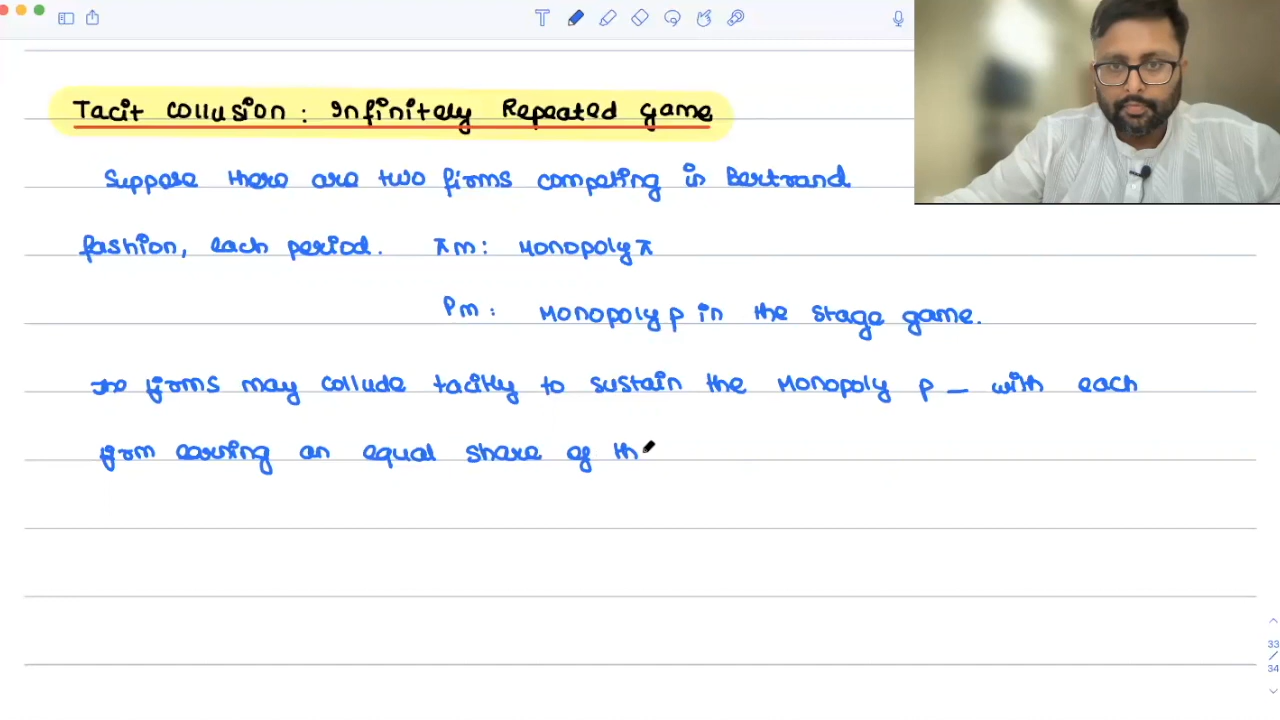 Tacit Collusion : Infinitely Repeated Game
Suppose there are two firms competing in Bertrand
fashion, each period. πm : Monopoly π
Pm : Monopoly p in the stage game.
The firms may collude tacitly to sustain the Monopoly p _ with each
firm earning an equal share of th
33
/
34